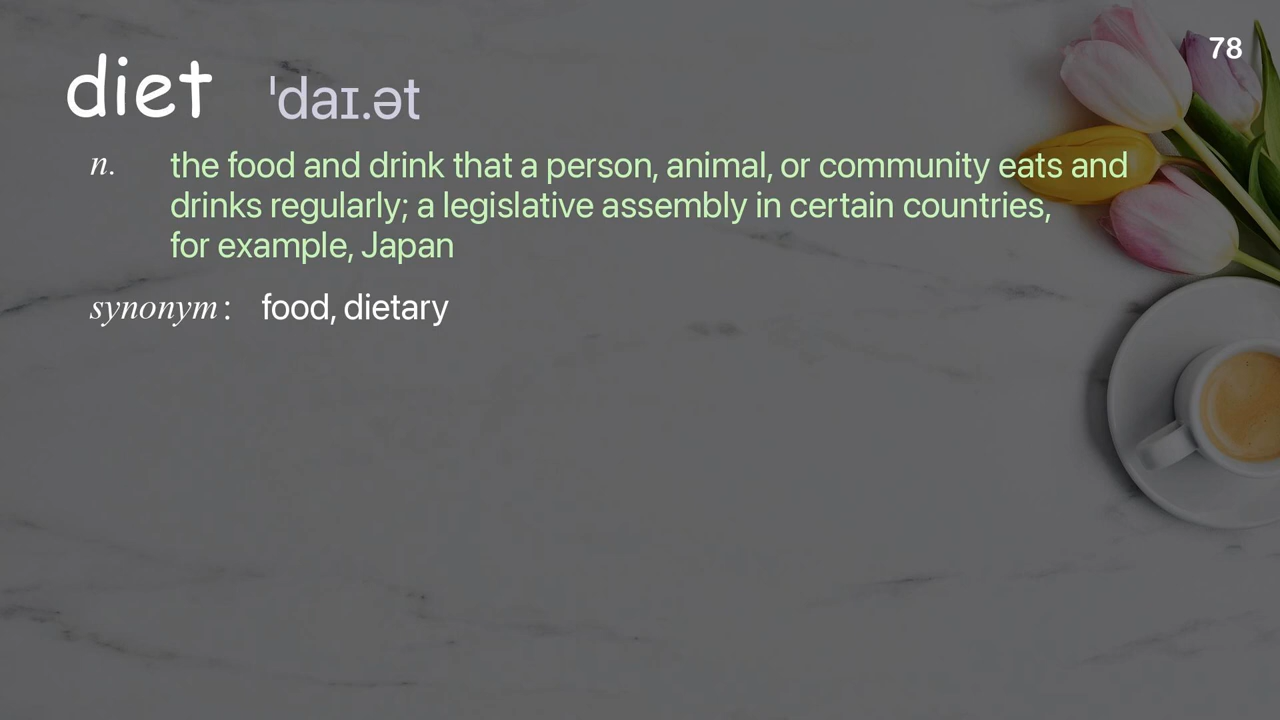 78
diet ˈdaɪ.ət
n. the food and drink that a person, animal, or community eats and
drinks regularly; a legislative assembly in certain countries,
for example, Japan
synonym: food, dietary